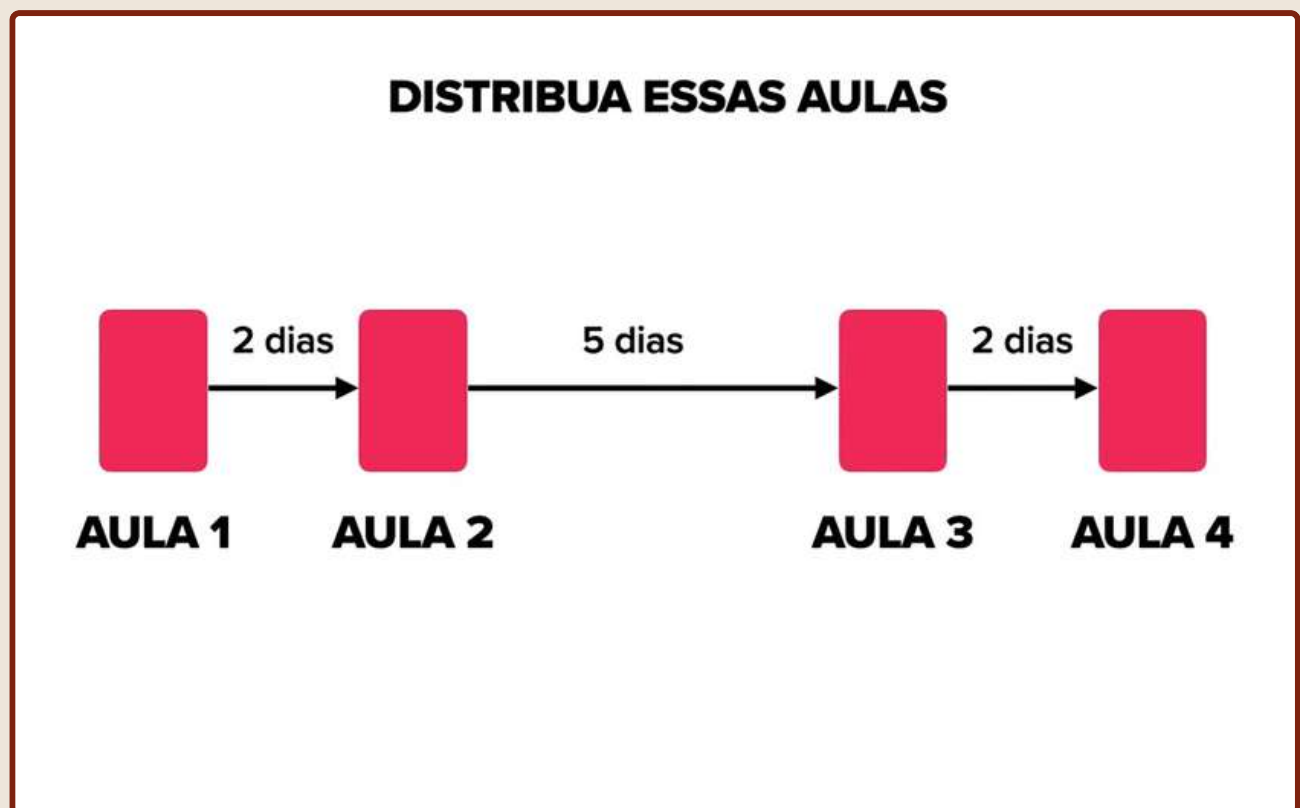 DISTRIBUA ESSAS AULAS
2 dias
5 dias
2 dias
AULA 1
AULA 2
AULA 3
AULA 4